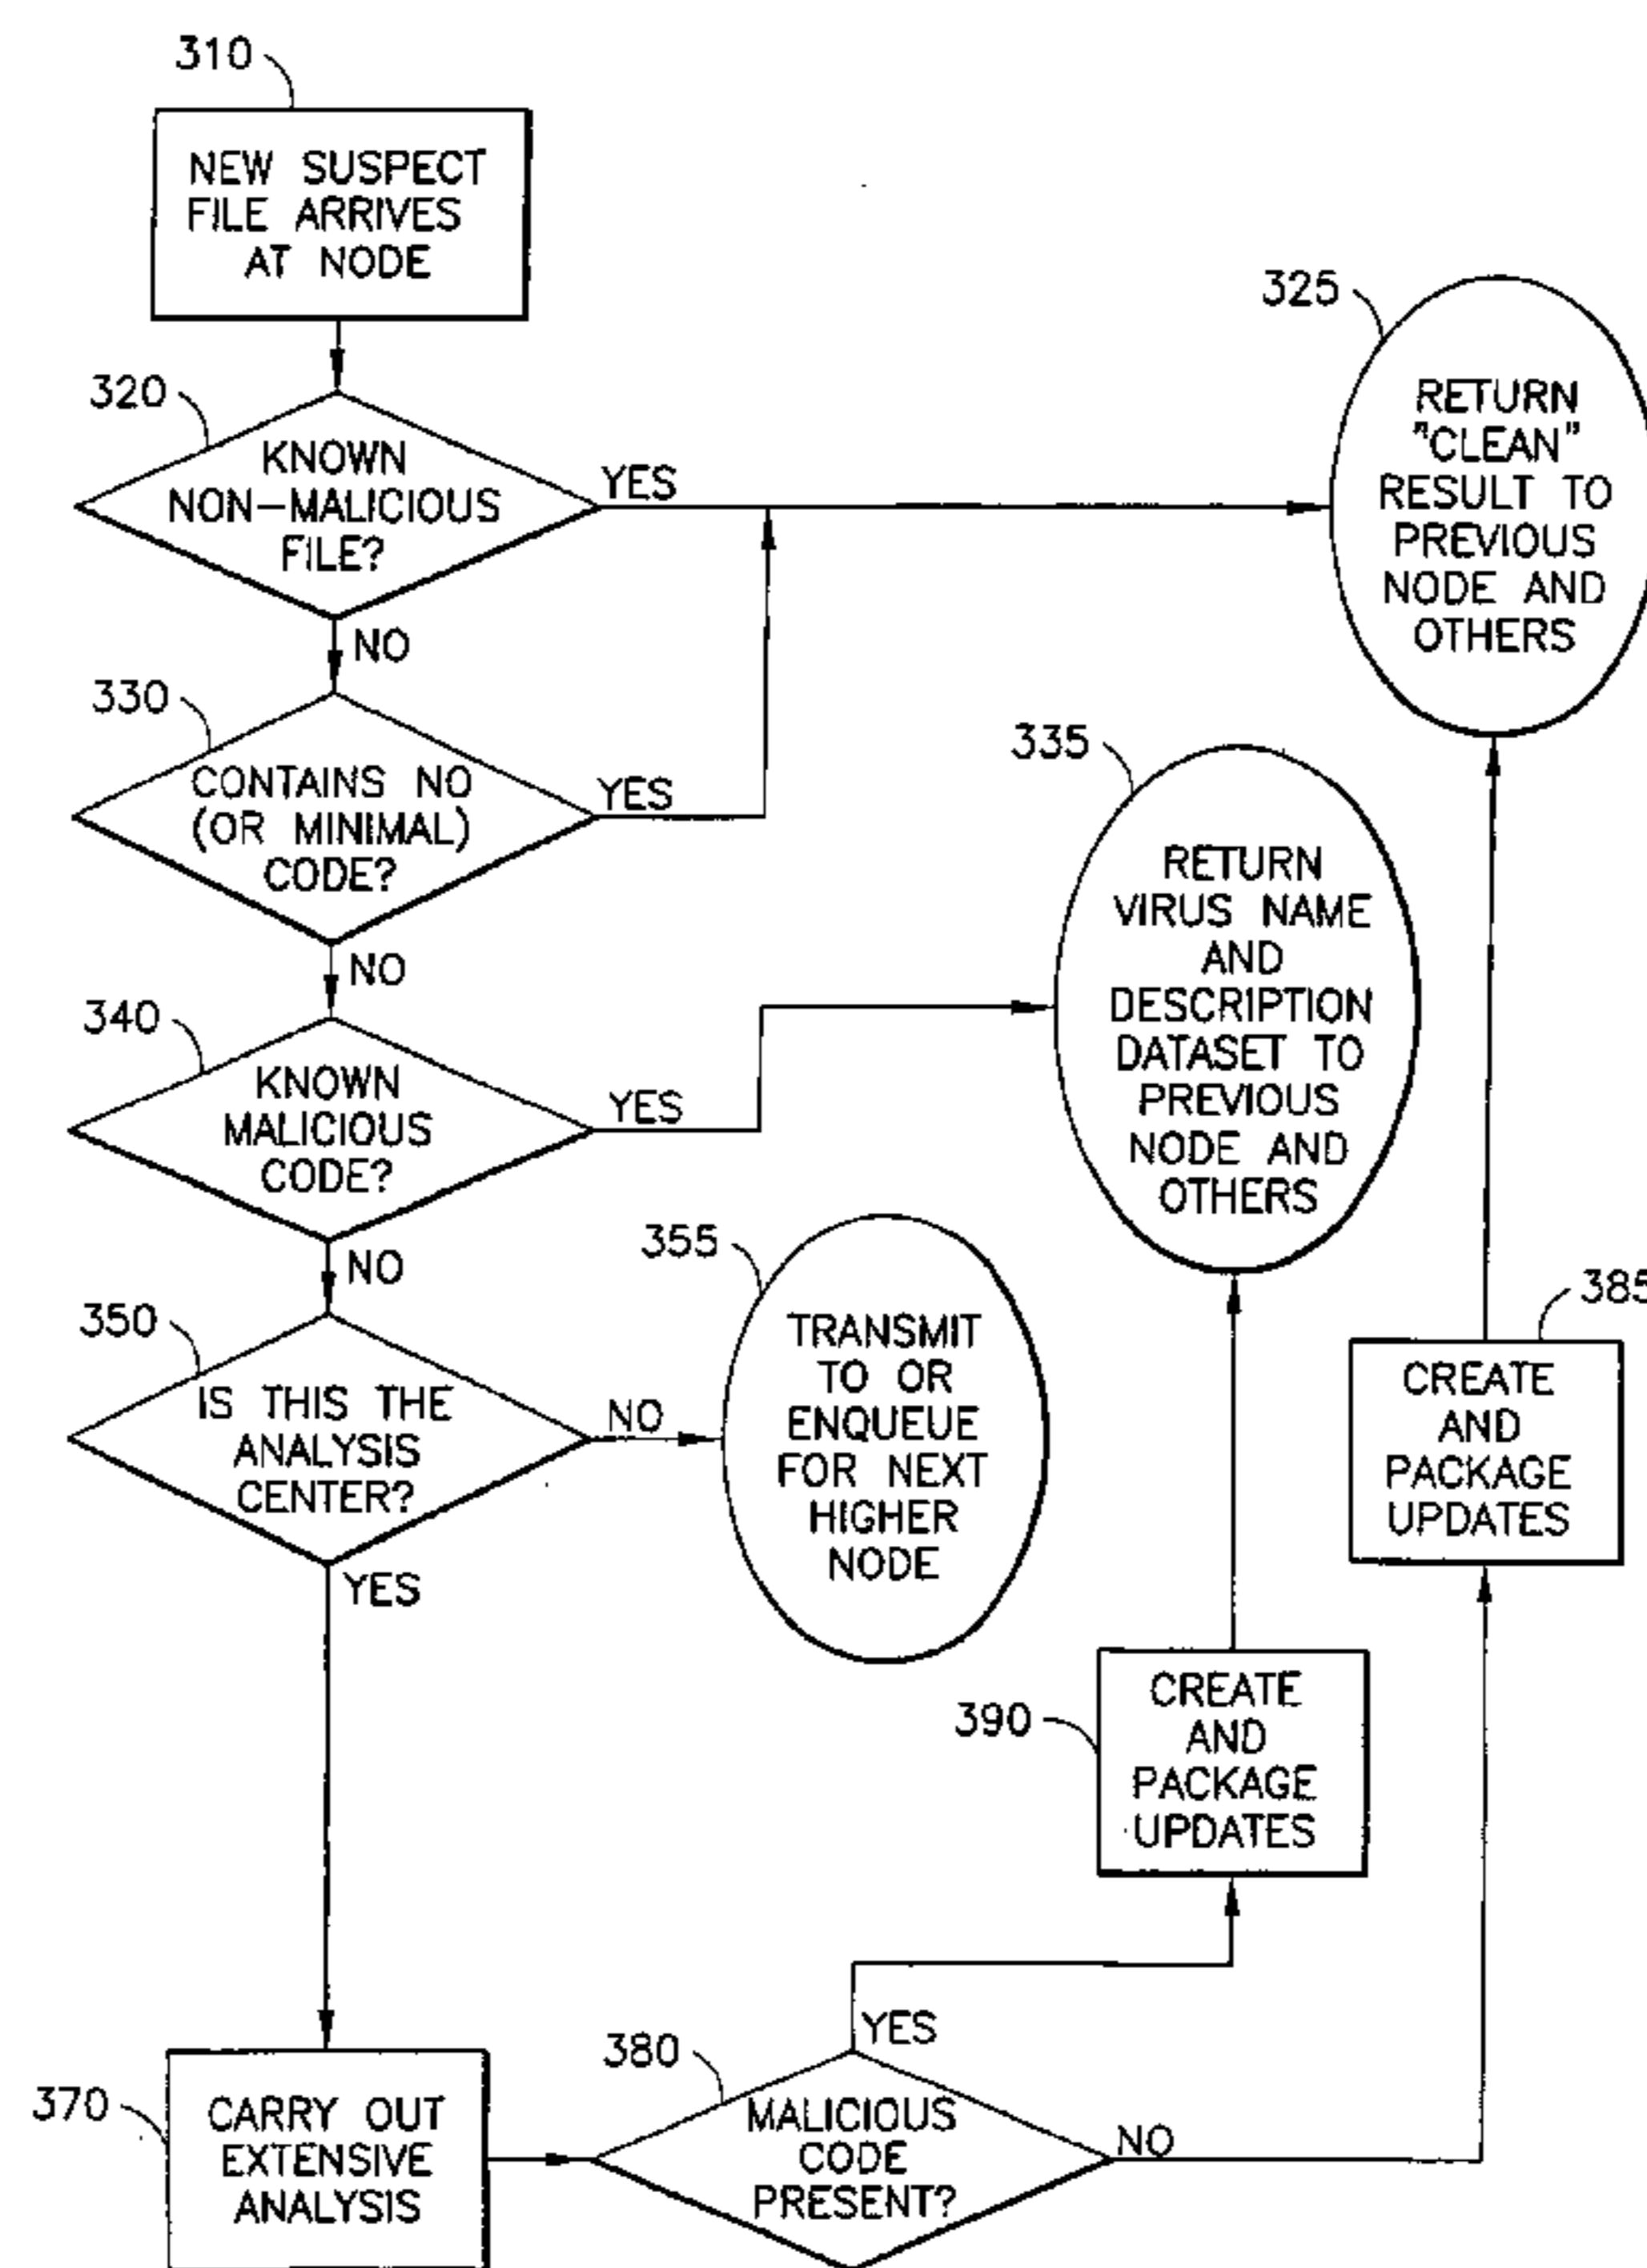 310
NEW SUSPECT
FILE ARRIVES
AT NODE
320
KNOWN
NON-MALICIOUS
FILE?
YES
NO
325
RETURN
"CLEAN"
RESULT TO
PREVIOUS
NODE AND
OTHERS
330
CONTAINS NO
(OR MINIMAL)
CODE?
YES
NO
335
RETURN
VIRUS NAME
AND
DESCRIPTION
DATASET TO
PREVIOUS
NODE AND
OTHERS
340
KNOWN
MALICIOUS
CODE?
YES
NO
350
IS THIS THE
ANALYSIS
CENTER?
NO
YES
355
TRANSMIT
TO OR
ENQUEUE
FOR NEXT
HIGHER
NODE
385
CREATE
AND
PACKAGE
UPDATES
390
CREATE
AND
PACKAGE
UPDATES
370
CARRY OUT
EXTENSIVE
ANALYSIS
380
MALICIOUS
CODE
PRESENT?
YES
NO